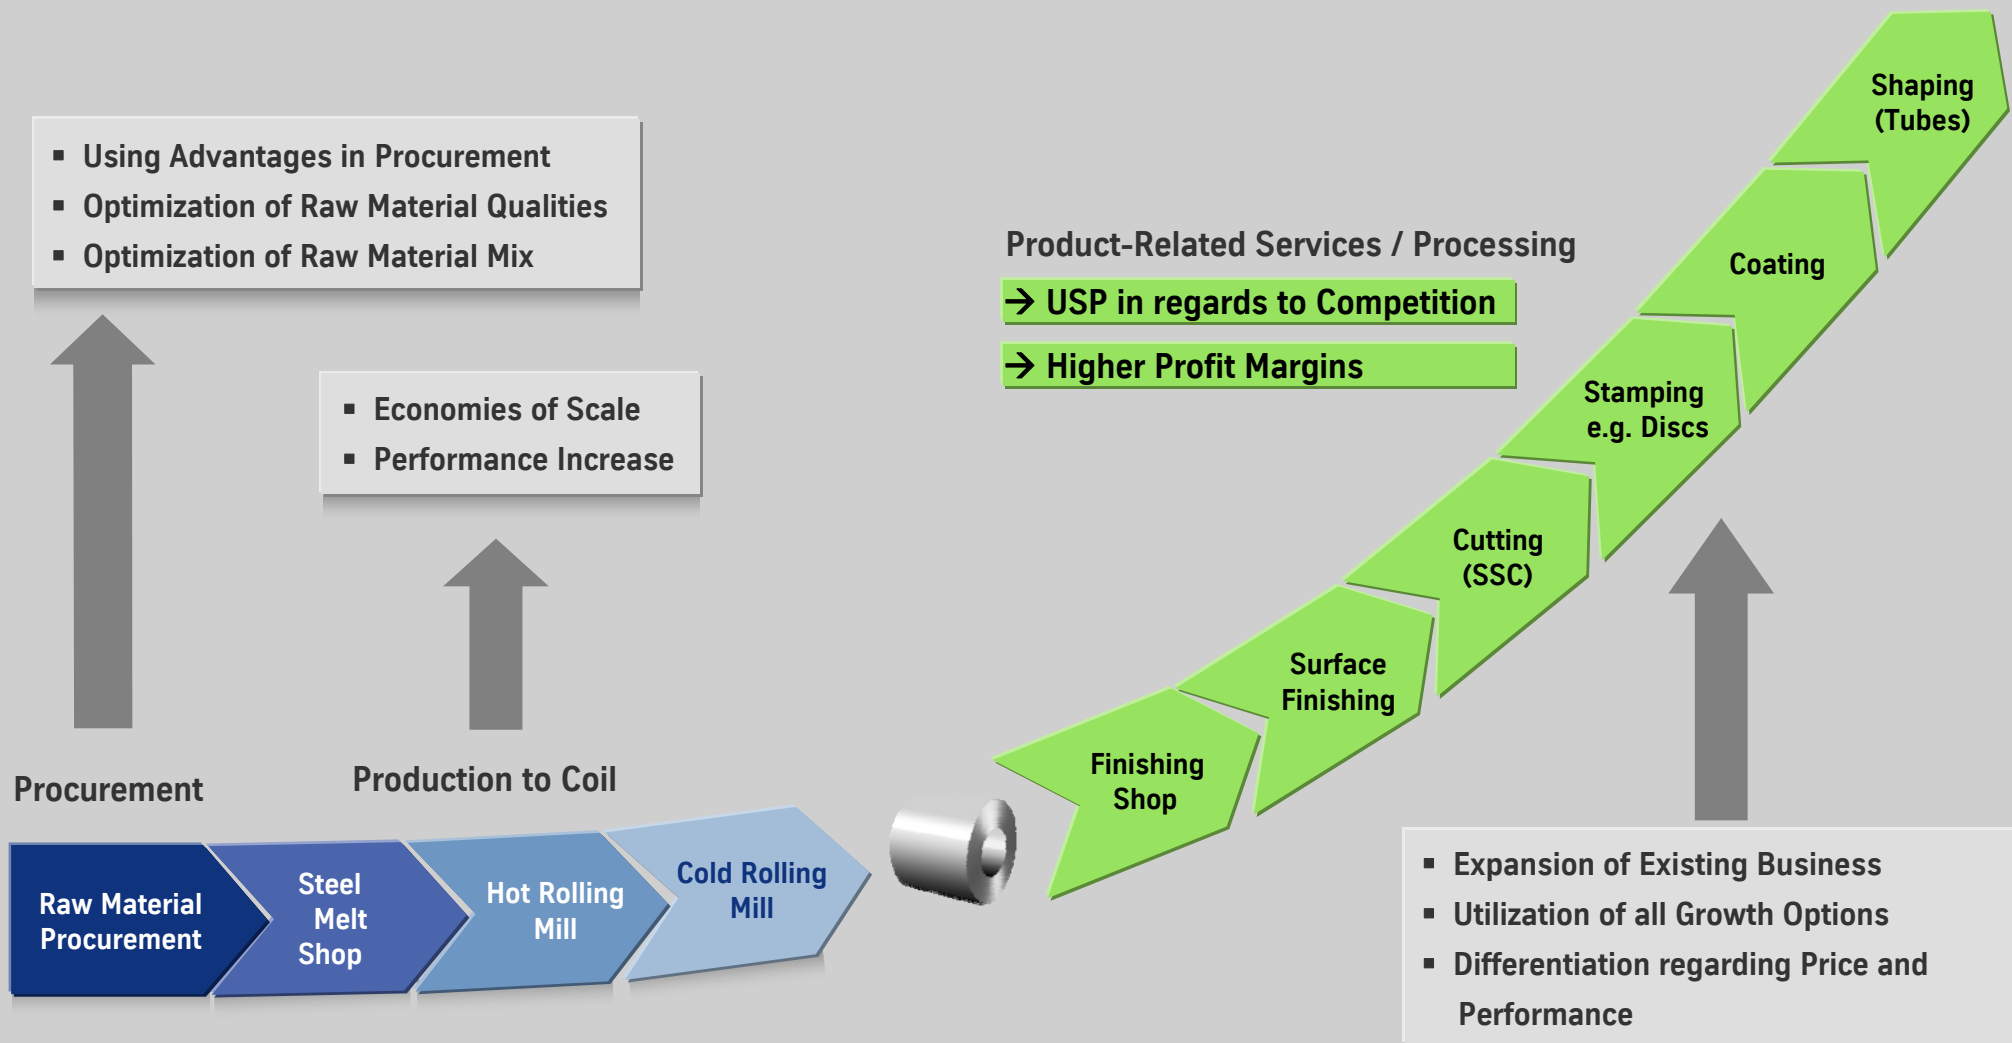 Using Advantages in Procurement
Optimization of Raw Material Qualities
Optimization of Raw Material Mix
Economies of Scale
Performance Increase
Procurement
Production to Coil
Raw Material
Procurement
Steel
Melt
Shop
Hot Rolling
Mill
Cold Rolling
Mill
Product-Related Services / Processing
→ USP in regards to Competition
→ Higher Profit Margins
Finishing
Shop
Surface
Finishing
Cutting
(SSC)
Stamping
e.g. Discs
Coating
Shaping
(Tubes)
Expansion of Existing Business
Utilization of all Growth Options
Differentiation regarding Price and
Performance